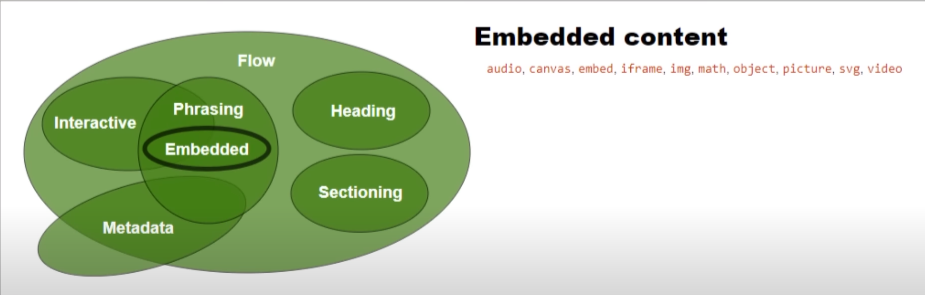 Embedded content
audio, canvas, embed, iframe, img, math, object, picture, svg, video
Flow
Phrasing
Interactive
Heading
Embedded
Sectioning
Metadata